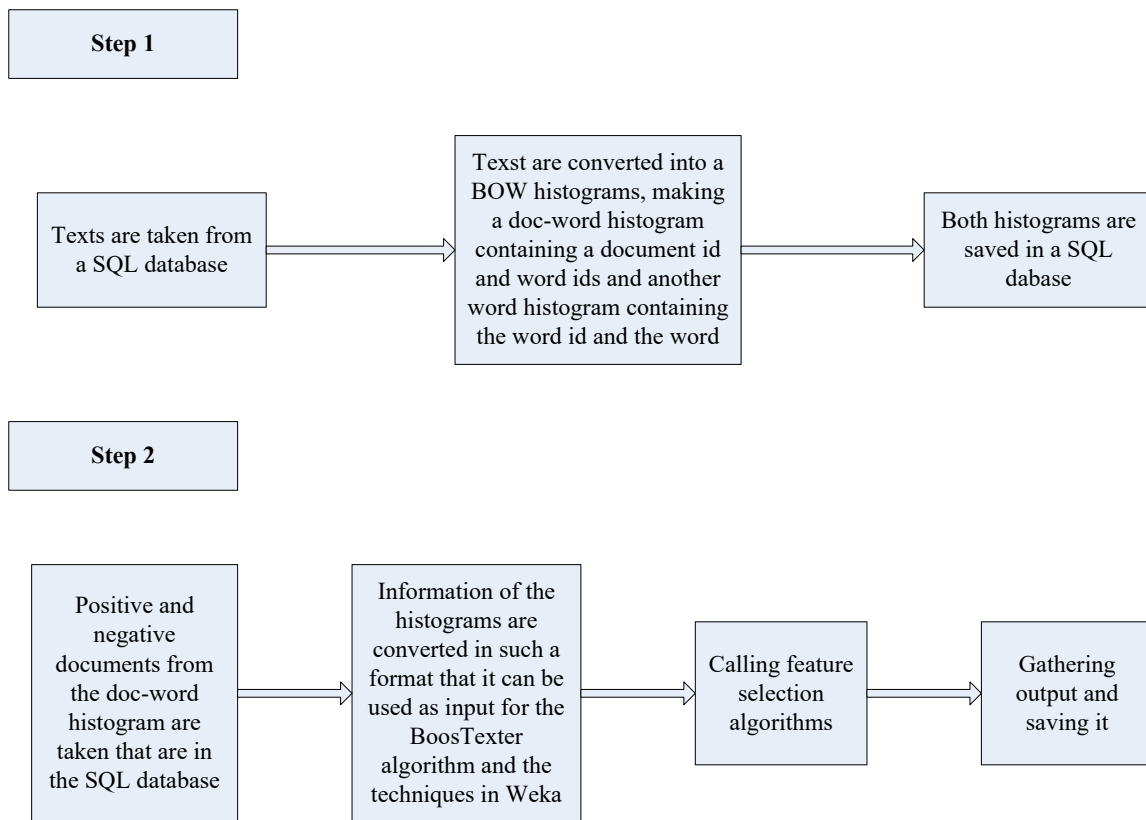 Step 1
Texts are taken from
a SQL database
Texst are converted into a
BOW histograms, making
a doc-word histogram
containing a document id
and word ids and another
word histogram containing
the word id and the word
Both histograms are
saved in a SQL
dabase
Step 2
Positive and
negative
documents from
the doc-word
histogram are
taken that are in
the SQL database
Information of the
histograms are
converted in such a
format that it can be
used as input for the
BoosTexter
algorithm and the
techniques in Weka
Calling feature
selection
algorithms
Gathering
output and
saving it